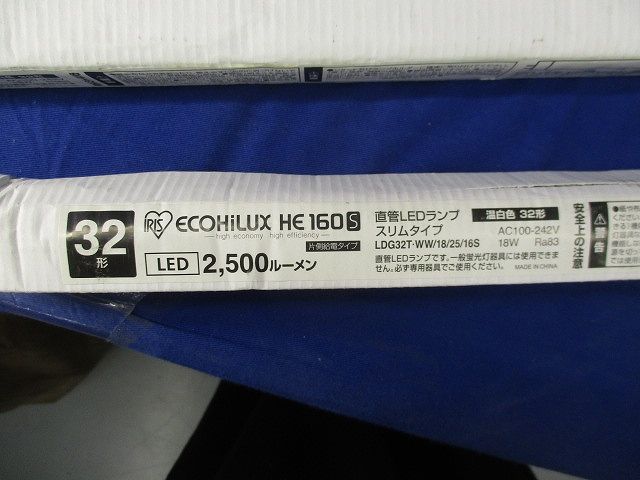 32
形
IRIS
ECOHiLUX HE160S
high economy high efficiency
片側給電タイプ
LED 2,500ルーメン
直管LEDランプ
スリムタイプ
LDG32T·WW/18/25/16S
温白色 32形
AC100-242V
18W Ra83
直管LEDランプです。一般蛍光灯器具には使用できま
せん。必ず専用器具でご使用ください。
MADE IN CHINA
安全上の注意
警告